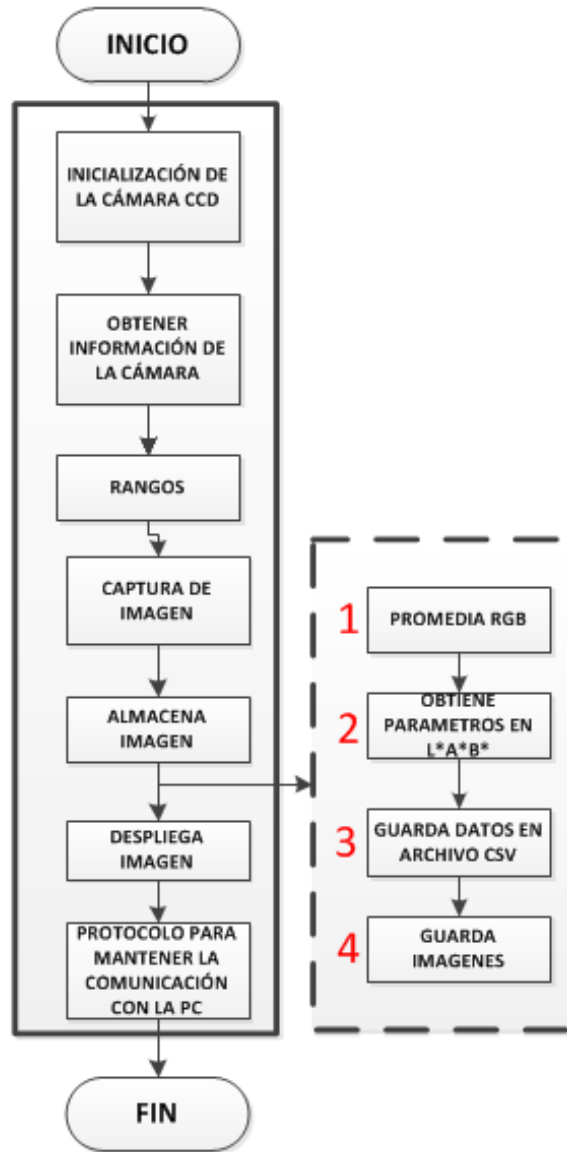 INICIO
INICIALIZACIÓN DE
LA CÁMARA CCD
OBTENER
INFORMACIÓN DE
LA CÁMARA
RANGOS
CAPTURA DE
IMAGEN
ALMACENA
IMAGEN
DESPLIEGA
IMAGEN
PROTOCOLO PARA
MANTENER LA
COMUNICACIÓN
CON LA PC
FIN
1
PROMEDIA RGB
2
OBTIENE
PARAMETROS EN
L*A*B*
3
GUARDA DATOS EN
ARCHIVO CSV
4
GUARDA
IMAGENES